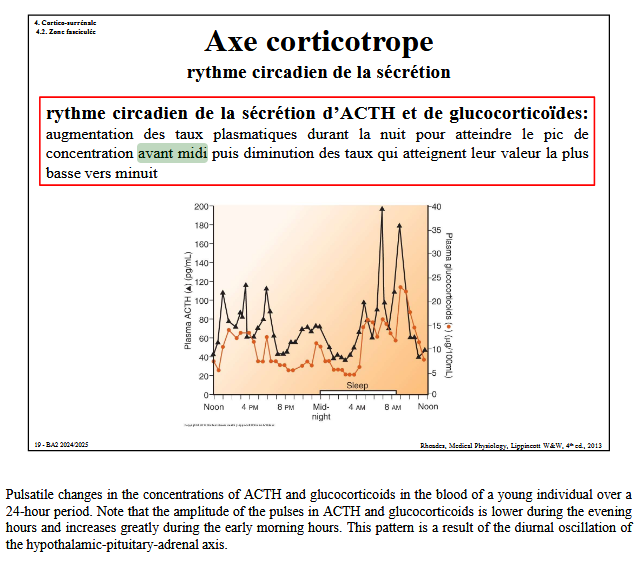 4. Cortico-surrénale
4.2. Zone fasciculée
Axe corticotrope
rythme circadien de la sécrétion
rythme circadien de la sécrétion d’ACTH et de glucocorticoïdes:
augmentation des taux plasmatiques durant la nuit pour atteindre le pic de
concentration avant midi puis diminution des taux qui atteignent leur valeur la plus
basse vers minuit
200
180
160
140
120
100
80
60
40
20
0
Plasma ACTH (▲) (pg/mL)
40
35
30
25
20
15
10
5
0
Plasma glucocorticoids (●) (µg/100mL)
Sleep
Noon 4 PM 8 PM Mid-night 4 AM 8 AM Noon
19 - BA2 2024/2025
Rhoades, Medical Physiology, Lippincott W&W, 4th ed., 2013
Pulsatile changes in the concentrations of ACTH and glucocorticoids in the blood of a young individual over a
24-hour period. Note that the amplitude of the pulses in ACTH and glucocorticoids is lower during the evening
hours and increases greatly during the early morning hours. This pattern is a result of the diurnal oscillation of
the hypothalamic-pituitary-adrenal axis.